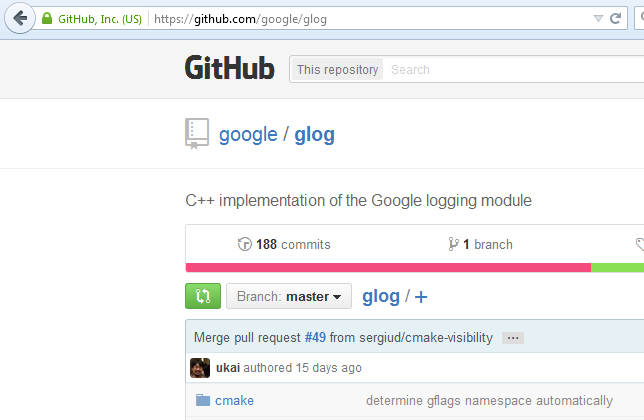 GitHub, Inc. (US) https://github.com/google/glog
GitHub This repository Search
google / glog
C++ implementation of the Google logging module
188 commits 1 branch
Branch: master glog / +
Merge pull request #49 from sergiud/cmake-visibility ...
ukai authored 15 days ago
cmake determine gflags namespace automatically